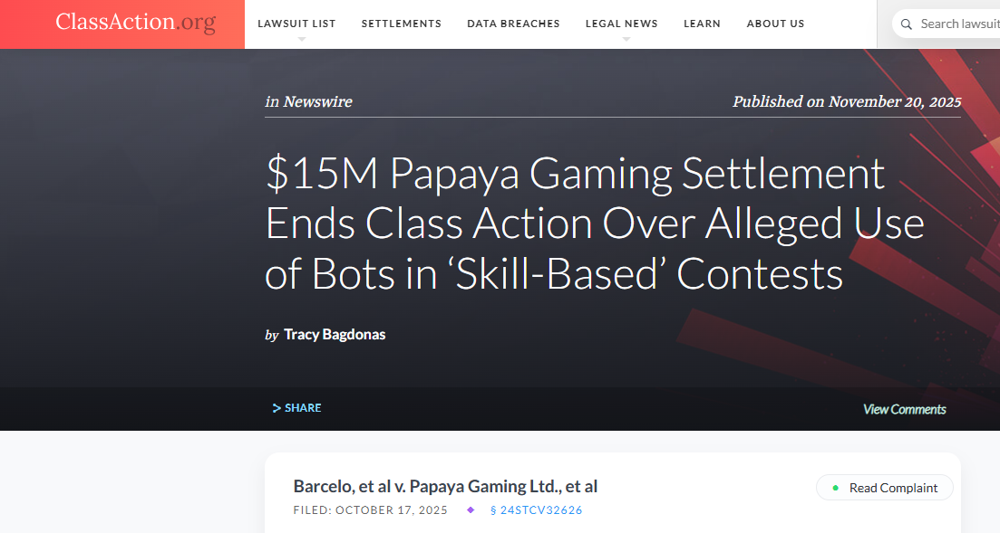 ClassAction.org
LAWSUIT LIST SETTLEMENTS DATA BREACHES LEGAL NEWS LEARN ABOUT US
Search lawsuit
in Newswire
Published on November 20, 2025
$15M Papaya Gaming Settlement
Ends Class Action Over Alleged Use
of Bots in ‘Skill-Based’ Contests
by Tracy Bagdonas
SHARE
View Comments
Barcelo, et al v. Papaya Gaming Ltd., et al
Read Complaint
FILED: OCTOBER 17, 2025 ◆ § 24STCV32626